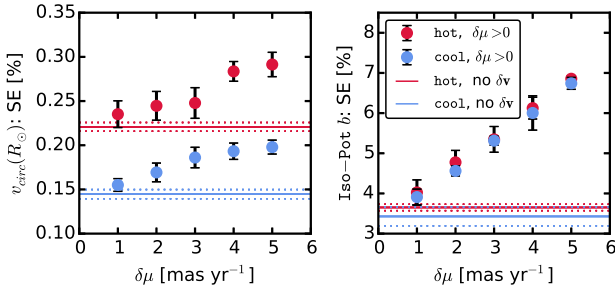 v_circ(R_⊙): SE [%]
0.35
0.30
0.25
0.20
0.15
0.10
0 1 2 3 4 5 6
δμ [mas yr⁻¹]
Iso-Pot b: SE [%]
8
7
6
5
4
3
hot, δμ>0
cool, δμ>0
hot, no δv
cool, no δv
0 1 2 3 4 5 6
δμ [mas yr⁻¹]